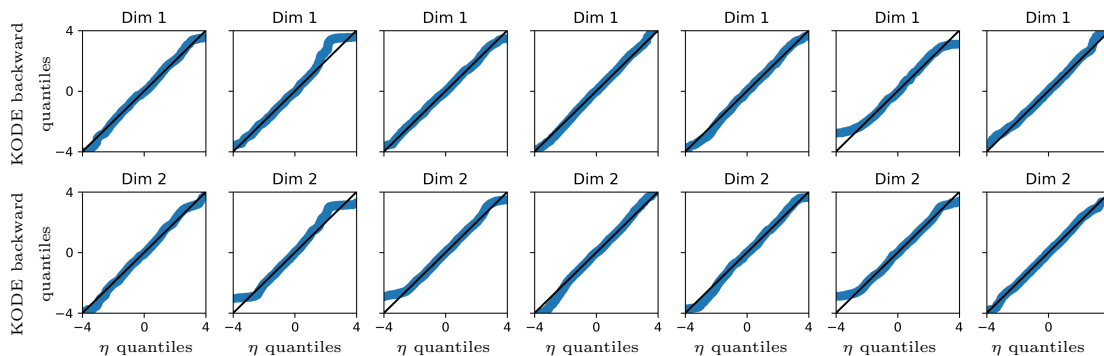 Dim 1 Dim 1 Dim 1 Dim 1 Dim 1 Dim 1 Dim 1
KODE backward
quantiles
4
0
−4
Dim 2 Dim 2 Dim 2 Dim 2 Dim 2 Dim 2 Dim 2
KODE backward
quantiles
4
0
−4
−4 0 4 −4 0 4 −4 0 4 −4 0 4 −4 0 4 −4 0 4 −4 0
η quantiles η quantiles η quantiles η quantiles η quantiles η quantiles η quantiles